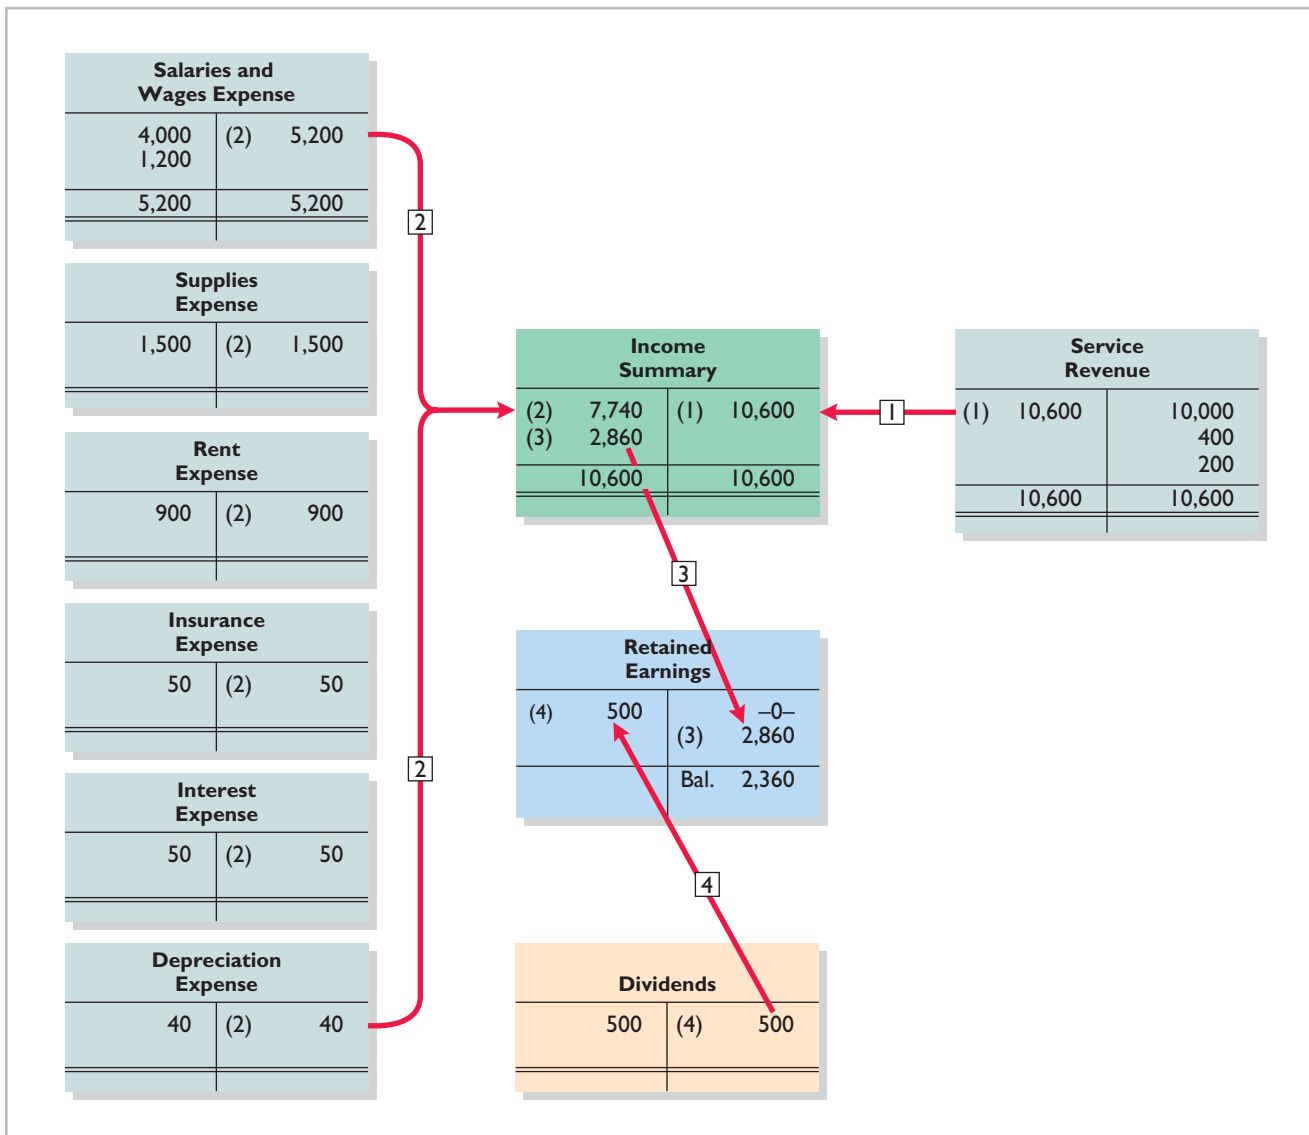 Salaries and
Wages Expense
4,000 (2) 5,200
1,200
5,200 5,200
2
Supplies
Expense
1,500 (2) 1,500
Rent
Expense
900 (2) 900
Insurance
Expense
50 (2) 50
Interest
Expense
50 (2) 50
Depreciation
Expense
40 (2) 40
2
Income
Summary
(2) 7,740 (1) 10,600
(3) 2,860
10,600 10,600
1
Service
Revenue
(1) 10,600 10,000
400
200
10,600 10,600
3
Retained
Earnings
(4) 500 –0–
(3) 2,860
Bal. 2,360
4
Dividends
500 (4) 500